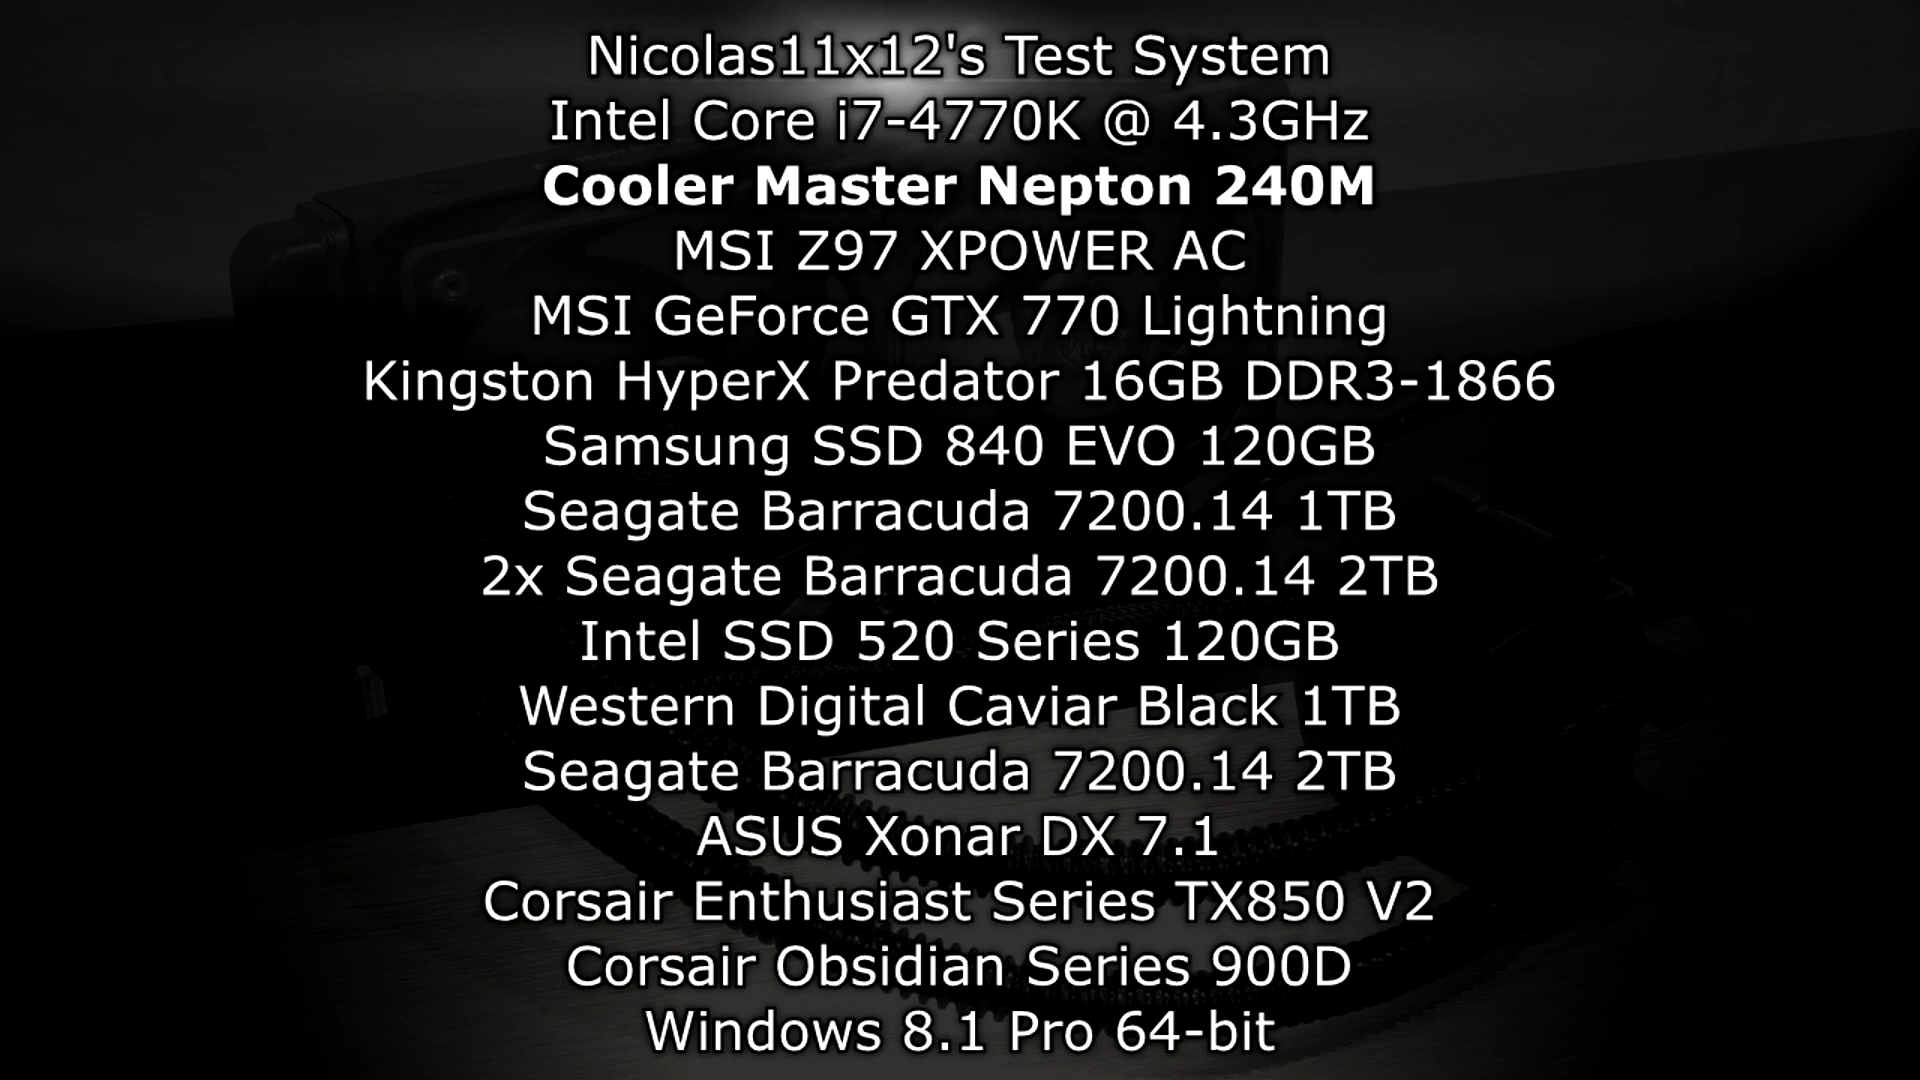 Nicolas11x12's Test System
Intel Core i7-4770K @ 4.3GHz
Cooler Master Nepton 240M
MSI Z97 XPOWER AC
MSI GeForce GTX 770 Lightning
Kingston HyperX Predator 16GB DDR3-1866
Samsung SSD 840 EVO 120GB
Seagate Barracuda 7200.14 1TB
2x Seagate Barracuda 7200.14 2TB
Intel SSD 520 Series 120GB
Western Digital Caviar Black 1TB
Seagate Barracuda 7200.14 2TB
ASUS Xonar DX 7.1
Corsair Enthusiast Series TX850 V2
Corsair Obsidian Series 900D
Windows 8.1 Pro 64-bit